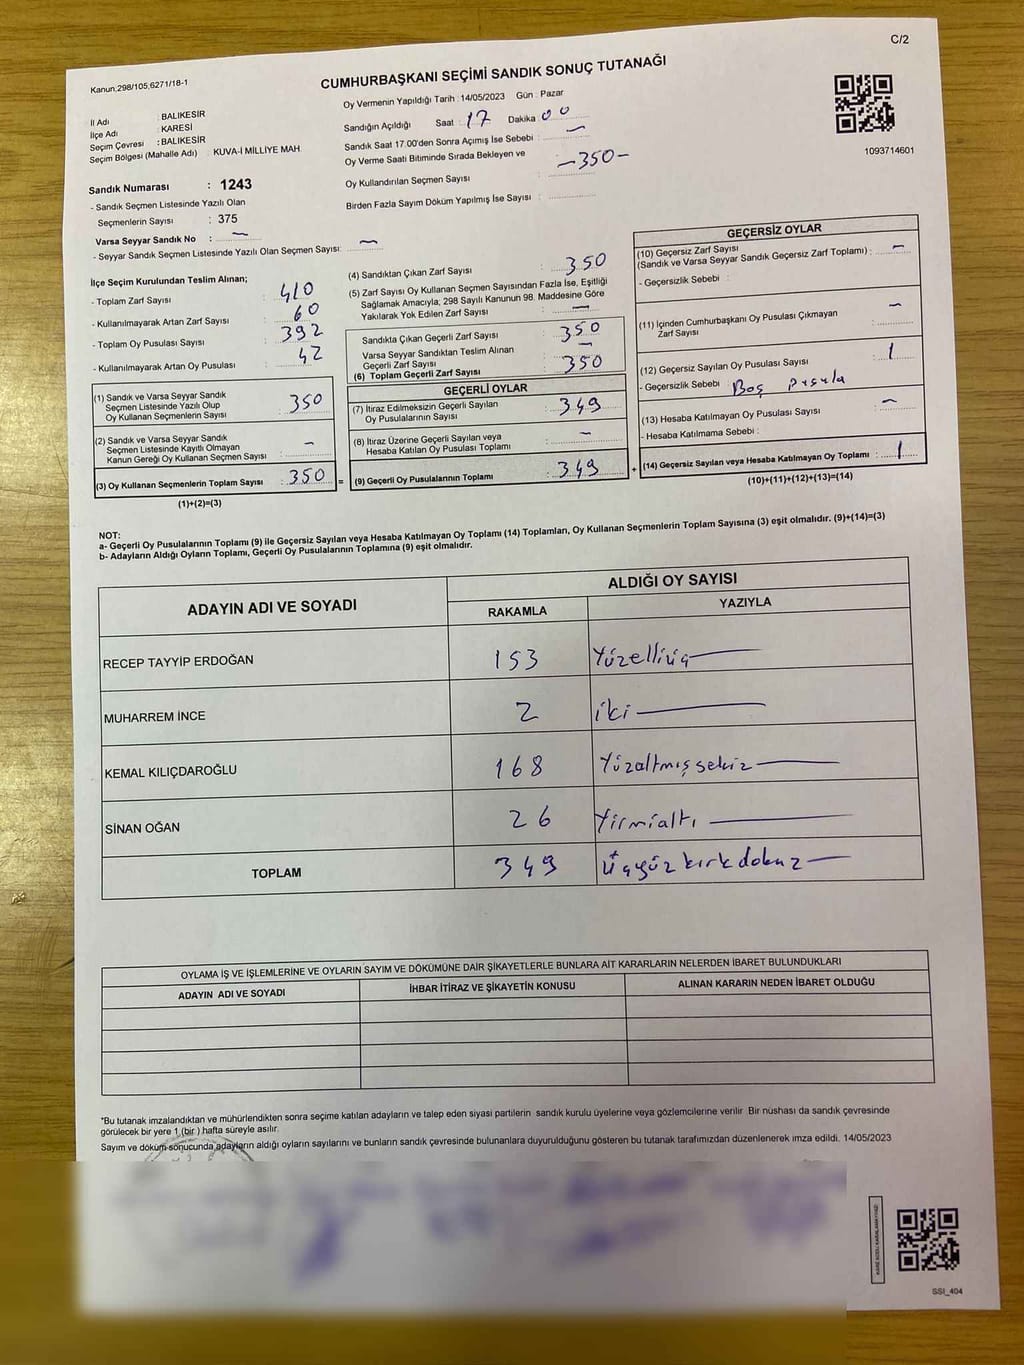 C/2
Kanun,298/105,6271/18-1
CUMHURBAŞKANI SEÇİMİ SANDIK SONUÇ TUTANAĞI
Oy Vermenin Yapıldığı Tarih :14/05/2023 Gün : Pazar
İl Adı : BALIKESİR
İlçe Adı : KARESİ
Seçim Çevresi : BALIKESİR
Seçim Bölgesi (Mahalle Adı) : KUVA-İ MİLLİYE MAH.
Sandığın Açıldığı Saat : 17 Dakika 00
Sandık Saat 17.00'den Sonra Açımış İse Sebebi : –
Oy Verme Saati Bitiminde Sırada Bekleyen ve
Oy Kullandırılan Seçmen Sayısı : –350–
Birden Fazla Sayım Döküm Yapılmış İse Sayısı :
1093714601
Sandık Numarası : 1243
- Sandık Seçmen Listesinde Yazılı Olan
Seçmenlerin Sayısı : 375
Varsa Seyyar Sandık No : –
- Seyyar Sandık Seçmen Listesinde Yazılı Olan Seçmen Sayısı: –
İlçe Seçim Kurulundan Teslim Alınan;
- Toplam Zarf Sayısı : 410
- Kullanılmayarak Artan Zarf Sayısı : 60
- Toplam Oy Pusulası Sayısı : 392
- Kullanılmayarak Artan Oy Pusulası : 42
(1) Sandık ve Varsa Seyyar Sandık
Seçmen Listesinde Yazılı Olup
Oy Kullanan Seçmenlerin Sayısı : 350
(2) Sandık ve Varsa Seyyar Sandık
Seçmen Listesinde Kayıtlı Olmayan
Kanun Gereği Oy Kullanan Seçmen Sayısı : –
(3) Oy Kullanan Seçmenlerin Toplam Sayısı : 350 =
(1)+(2)=(3)
(4) Sandıktan Çıkan Zarf Sayısı : 350
(5) Zarf Sayısı Oy Kullanan Seçmen Sayısından Fazla İse, Eşitliği
Sağlamak Amacıyla; 298 Sayılı Kanunun 98. Maddesine Göre
Yakılarak Yok Edilen Zarf Sayısı : –
Sandıkta Çıkan Geçerli Zarf Sayısı : 350
Varsa Seyyar Sandıktan Teslim Alınan
Geçerli Zarf Sayısı : –
(6) Toplam Geçerli Zarf Sayısı : 350
GEÇERLİ OYLAR
(7) İtiraz Edilmeksizin Geçerli Sayılan
Oy Pusulalarının Sayısı : 349
(8) İtiraz Üzerine Geçerli Sayılan veya
Hesaba Katılan Oy Pusulası Toplamı : –
(9) Geçerli Oy Pusulalarının Toplamı : 349 +
GEÇERSİZ OYLAR
(10) Geçersiz Zarf Sayısı
(Sandık ve Varsa Seyyar Sandık Geçersiz Zarf Toplamı) : –
- Geçersizlik Sebebi :
(11) İçinden Cumhurbaşkanı Oy Pusulası Çıkmayan
Zarf Sayısı : –
(12) Geçersiz Sayılan Oy Pusulası Sayısı : 1
- Geçersizlik Sebebi : Boş Pusula
(13) Hesaba Katılmayan Oy Pusulası Sayısı : –
- Hesaba Katılmama Sebebi :
(14) Geçersiz Sayılan veya Hesaba Katılmayan Oy Toplamı : 1
(10)+(11)+(12)+(13)=(14)
NOT:
a- Geçerli Oy Pusulalarının Toplamı (9) ile Geçersiz Sayılan veya Hesaba Katılmayan Oy Toplamı (14) Toplamları, Oy Kullanan Seçmenlerin Toplam Sayısına (3) eşit olmalıdır. (9)+(14)=(3)
b- Adayların Aldığı Oyların Toplamı, Geçerli Oy Pusulalarının Toplamına (9) eşit olmalıdır.
ADAYIN ADI VE SOYADI ALDIĞI OY SAYISI
RAKAMLA YAZIYLA
RECEP TAYYİP ERDOĞAN 153 Yüzelliüç
MUHARREM İNCE 2 iki
KEMAL KILIÇDAROĞLU 168 Yüzaltmışsekiz
SİNAN OĞAN 26 Yirmialtı
TOPLAM 349 Üçyüz kırk dokuz
OYLAMA İŞ VE İŞLEMLERİNE VE OYLARIN SAYIM VE DÖKÜMÜNE DAİR ŞİKAYETLERLE BUNLARA AİT KARARLARIN NELERDEN İBARET BULUNDUKLARI
ADAYIN ADI VE SOYADI İHBAR İTİRAZ VE ŞİKAYETİN KONUSU ALINAN KARARIN NEDEN İBARET OLDUĞU
*Bu tutanak imzalandıktan ve mühürlendikten sonra seçime katılan adayların ve talep eden siyasi partilerin sandık kurulu üyelerine veya gözlemcilerine verilir Bir nüshası da sandık çevresinde
görülecek bir yere 1 (bir ) hafta süreyle asılır.
Sayım ve döküm sonucunda adayların aldığı oyların sayılarını ve bunların sandık çevresinde bulunanlara duyurulduğunu gösteren bu tutanak tarafımızdan düzenlenerek imza edildi. 14/05/2023
SSI_404